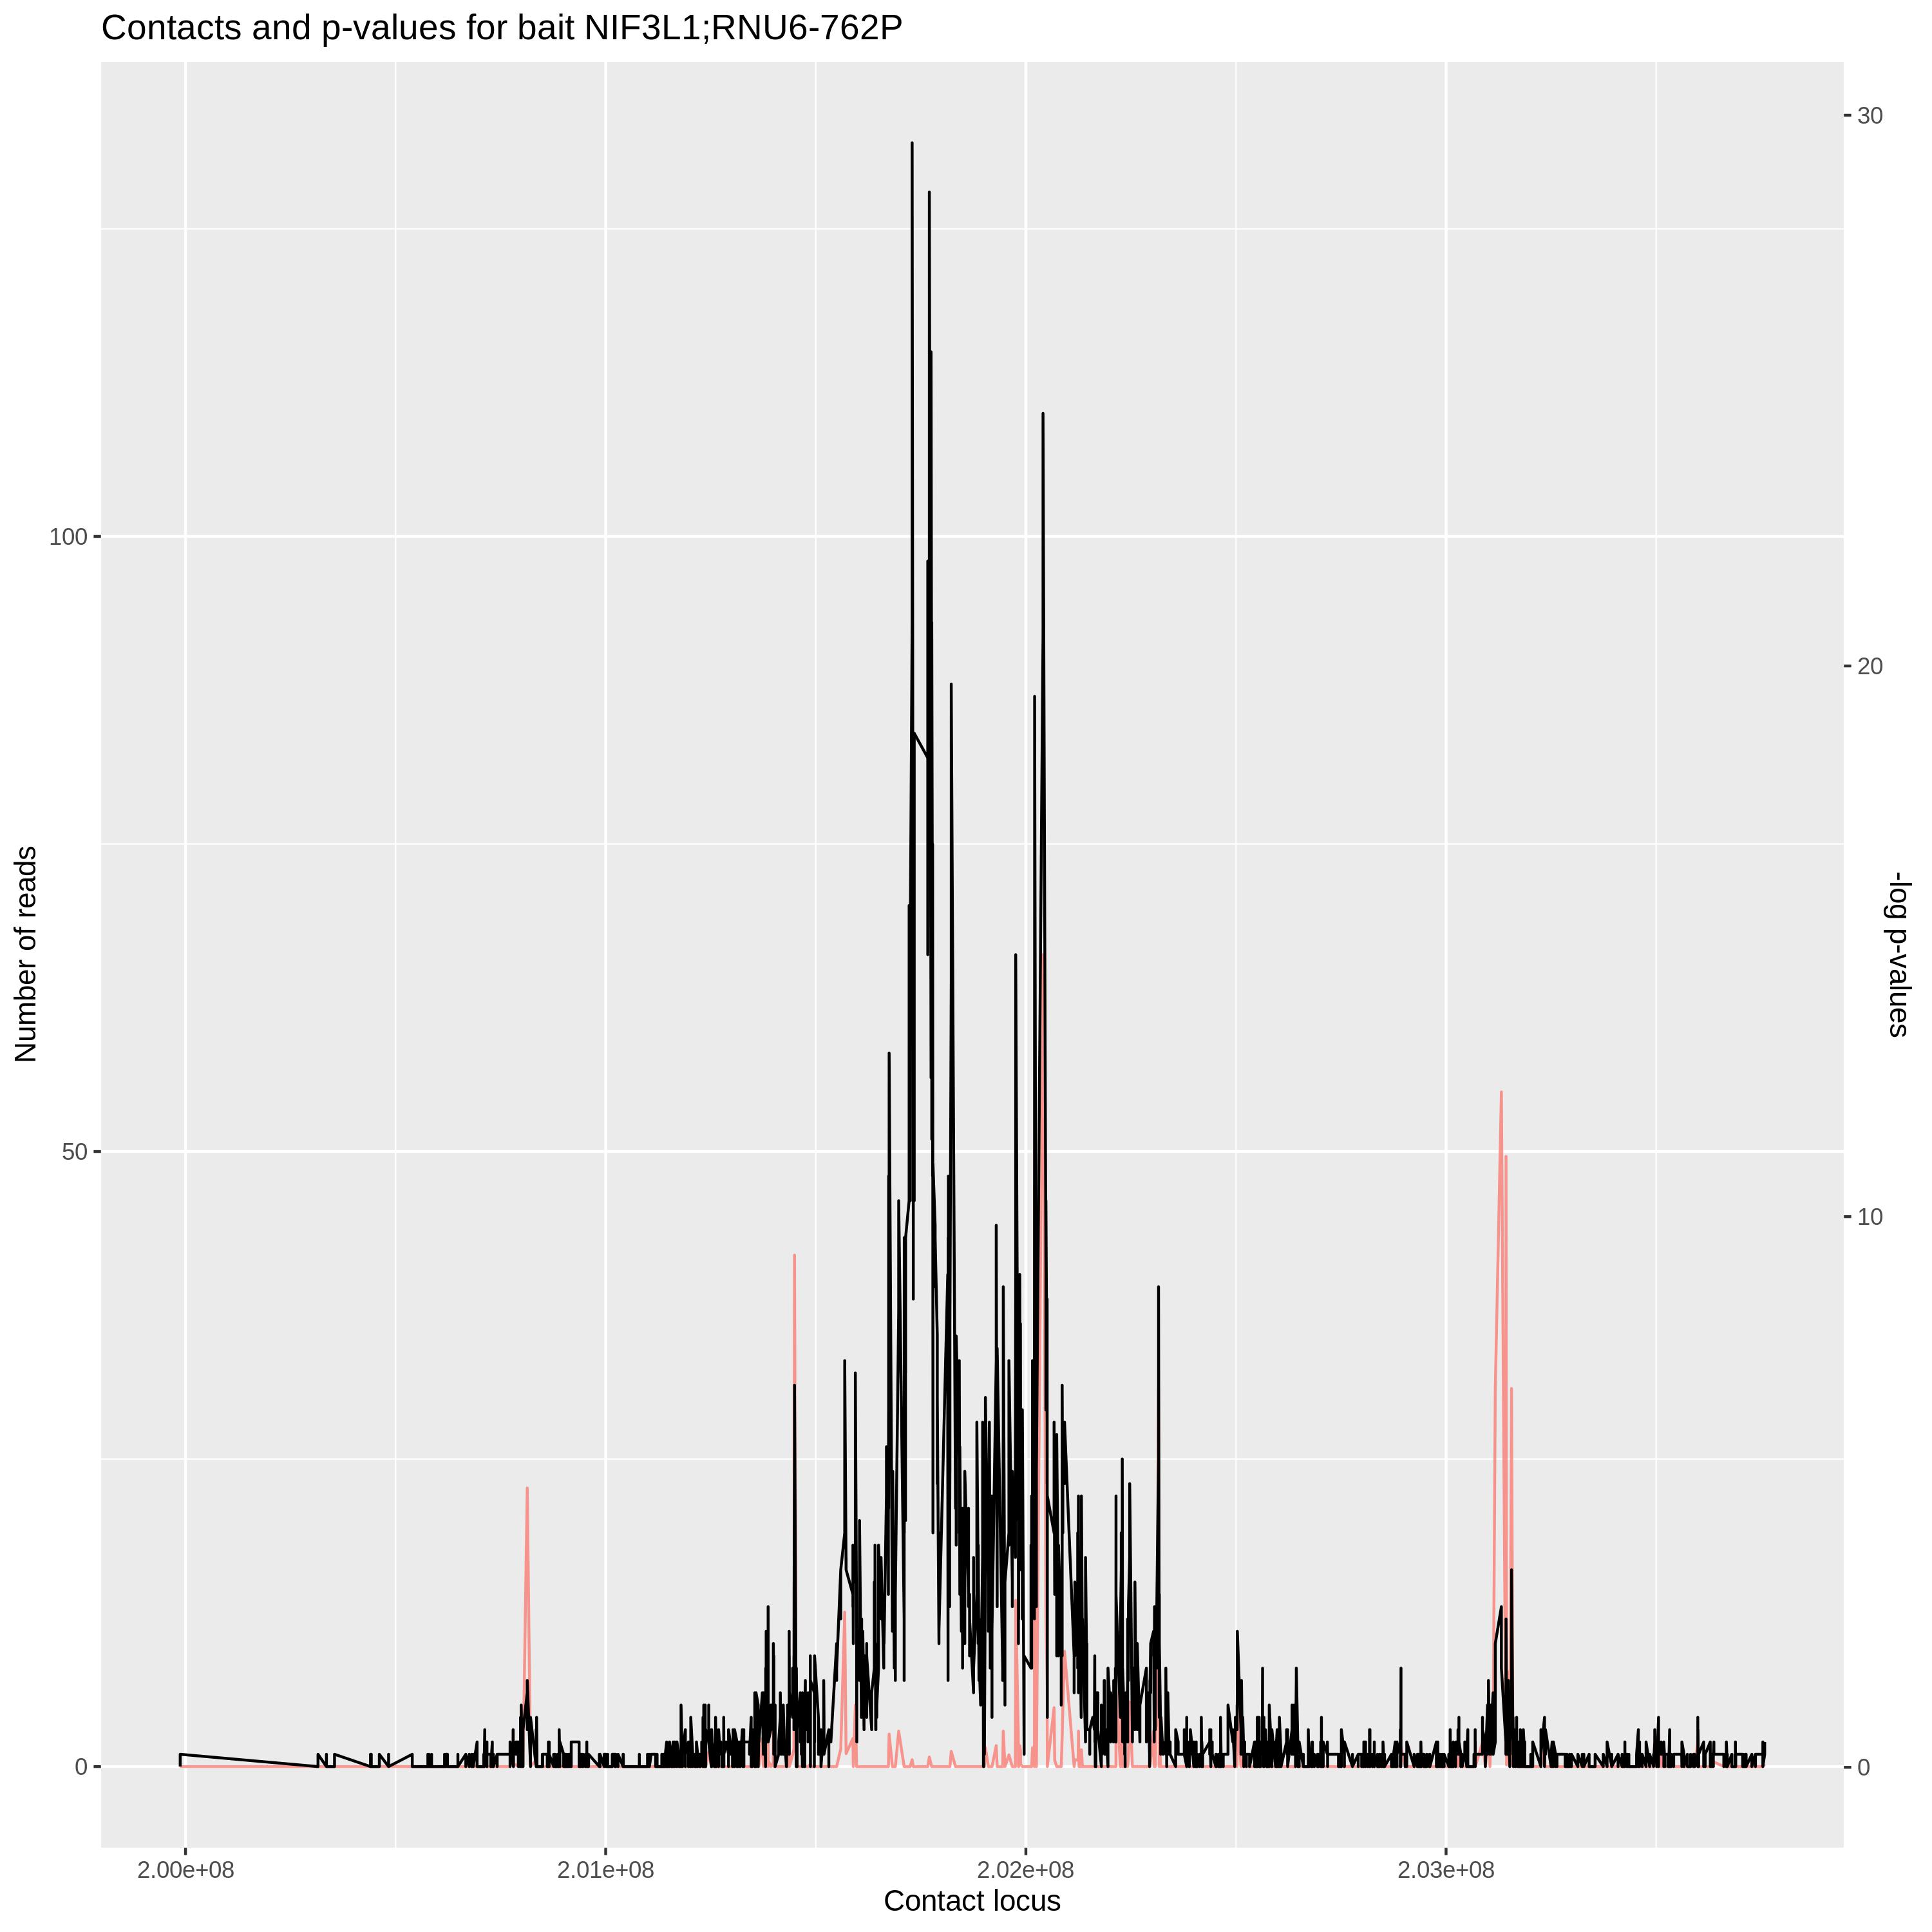 Contacts and p-values for bait NIF3L1;RNU6-762P
30
100
20
Number of reads
-log p-values
50
10
0
0
2.00e+08
2.01e+08
2.02e+08
2.03e+08
Contact locus